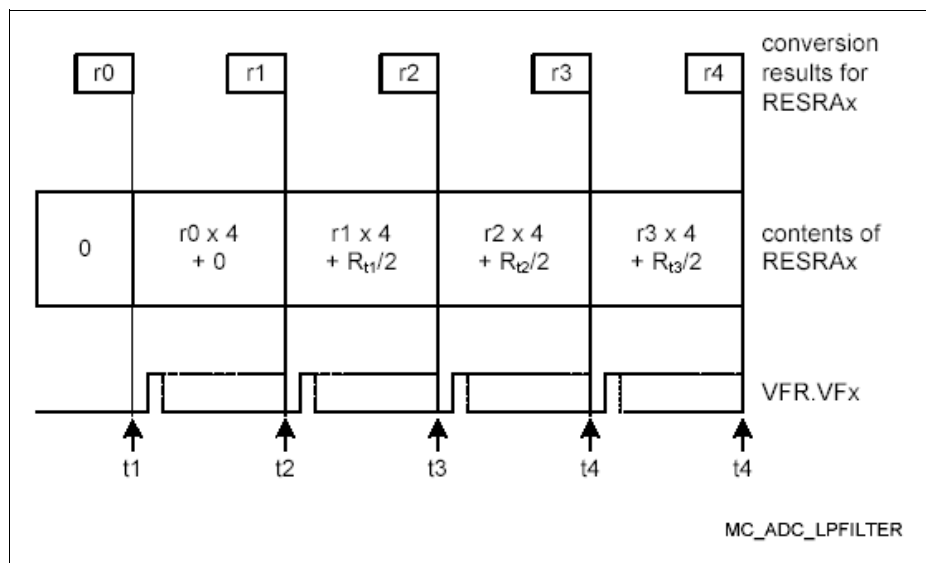 r0 r1 r2 r3 r4
conversion
results for
RESRAx
0
r0 x 4
+ 0
r1 x 4
+ Rt1/2
r2 x 4
+ Rt2/2
r3 x 4
+ Rt3/2
contents of
RESRAx
VFR.VFx
t1 t2 t3 t4 t4
MC_ADC_LPFILTER